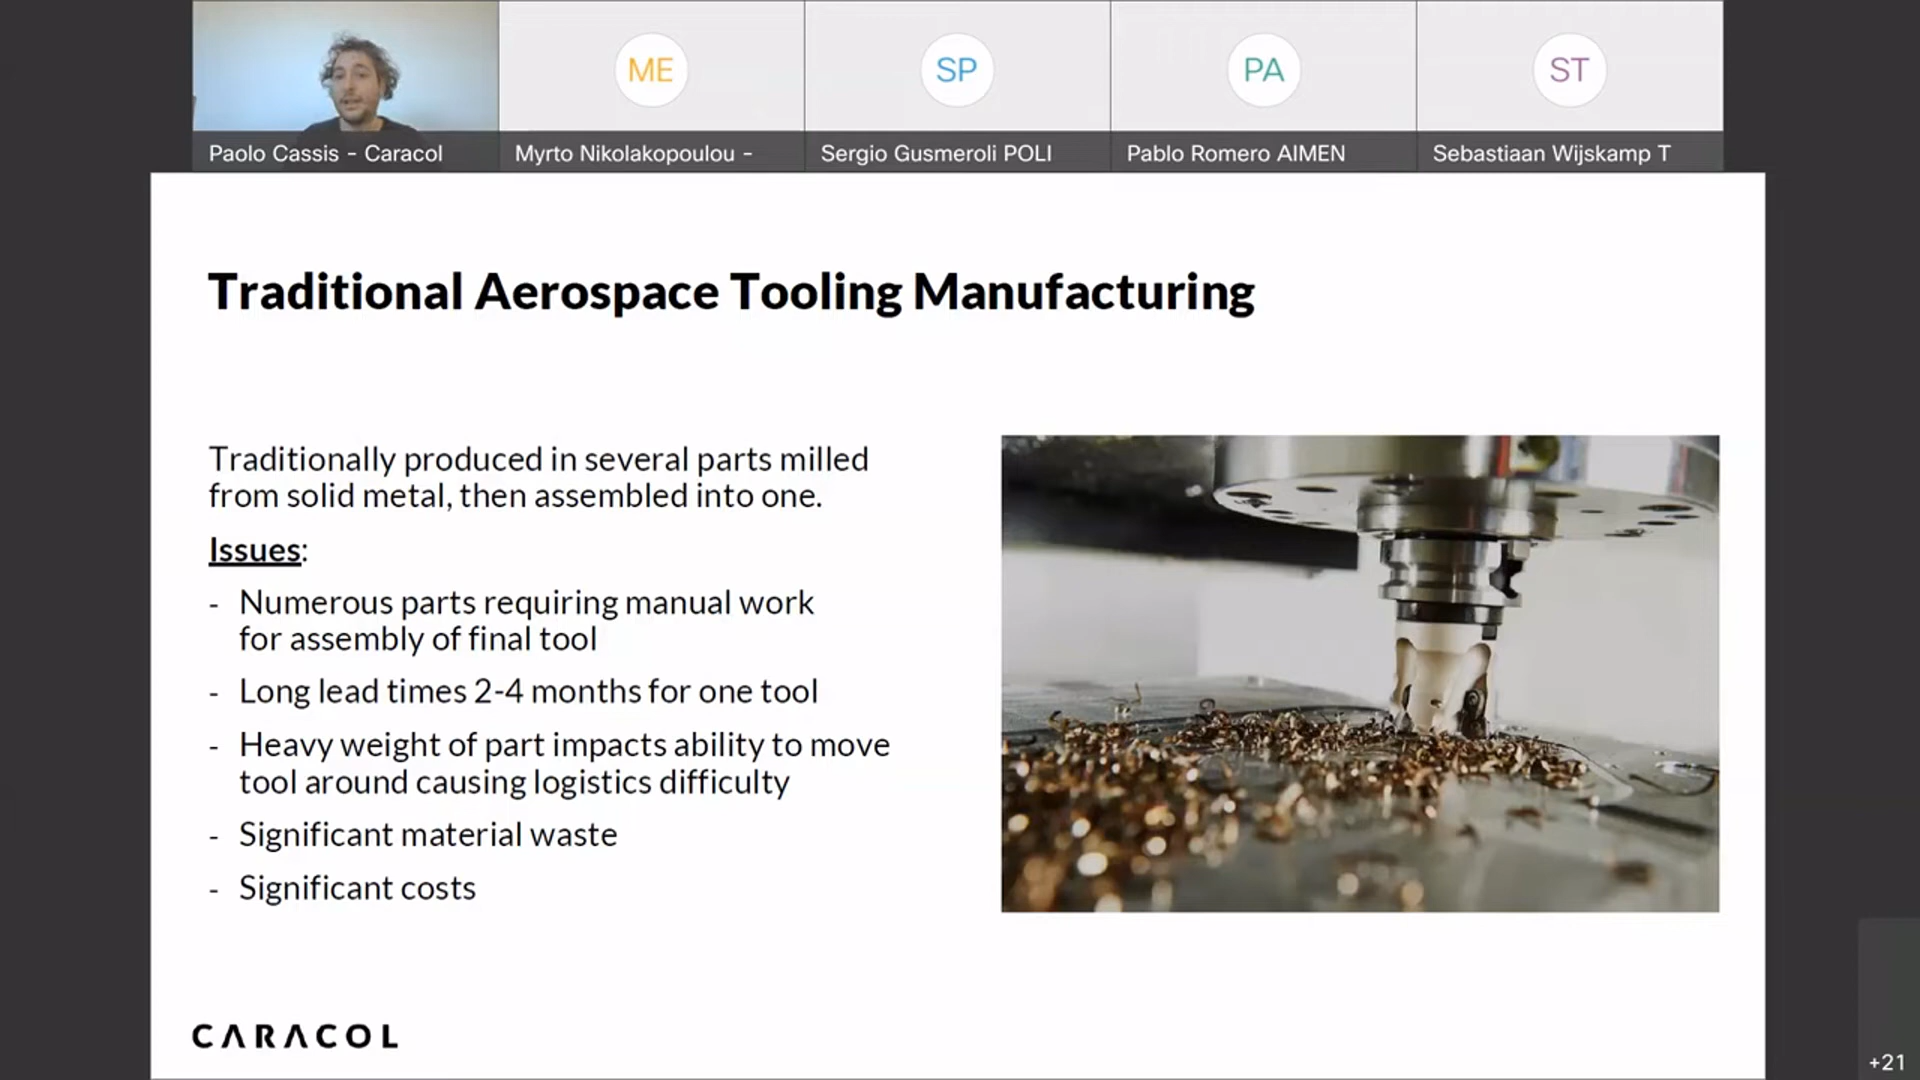 ME
SP
PA
ST
Paolo Cassis - Caracol
Myrto Nikolakopoulou -
Sergio Gusmeroli POLI
Pablo Romero AIMEN
Sebastiaan Wijskamp T
Traditional Aerospace Tooling Manufacturing
Traditionally produced in several parts milled
from solid metal, then assembled into one.
Issues:
- Numerous parts requiring manual work
for assembly of final tool
- Long lead times 2-4 months for one tool
- Heavy weight of part impacts ability to move
tool around causing logistics difficulty
- Significant material waste
- Significant costs
CARACOL
+21